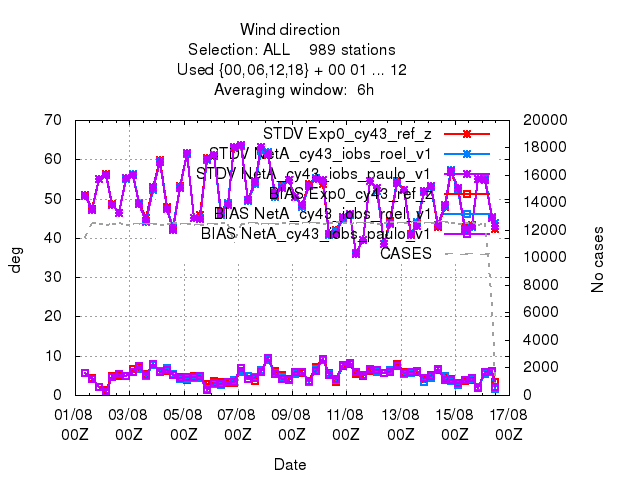 Wind direction
Selection: ALL 989 stations
Used {00,06,12,18} + 00 01 ... 12
Averaging window: 6h
70 20000
STDV Exp0_cy43_ref_z
18000
60 STDV NetA_cy43_iobs_roel_v1
16000
STDV NetA_cy43_iobs_paulo_v1
50 BIAS Exp0_cy43_ref_z
14000
BIAS NetA_cy43_iobs_roel_v1
40 BIAS NetA_cy43_iobs_paulo_v1
12000
CASES
10000
30
8000
20
6000
4000
10
2000
0 0
deg
No cases
01/08 03/08 05/08 07/08 09/08 11/08 13/08 15/08 17/08
00Z 00Z 00Z 00Z 00Z 00Z 00Z 00Z 00Z
Date